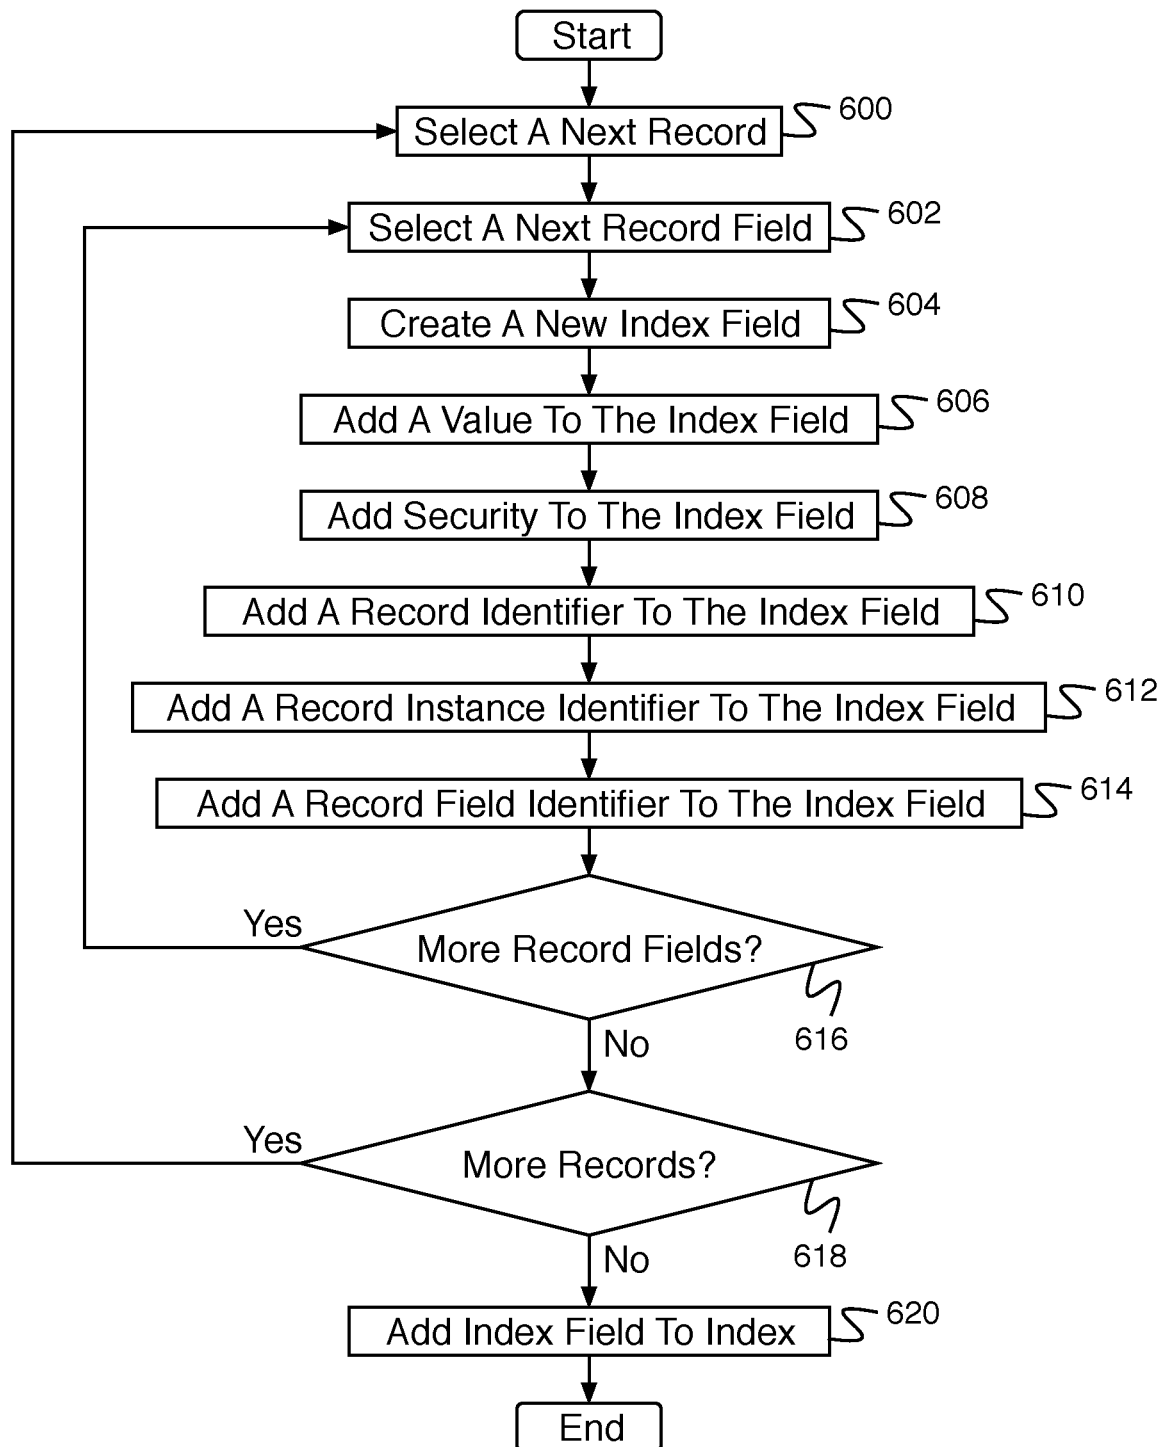 Start
Select A Next Record
600
Select A Next Record Field
602
Create A New Index Field
604
Add A Value To The Index Field
606
Add Security To The Index Field
608
Add A Record Identifier To The Index Field
610
Add A Record Instance Identifier To The Index Field
612
Add A Record Field Identifier To The Index Field
614
Yes
More Record Fields?
616
No
Yes
More Records?
618
No
Add Index Field To Index
620
End